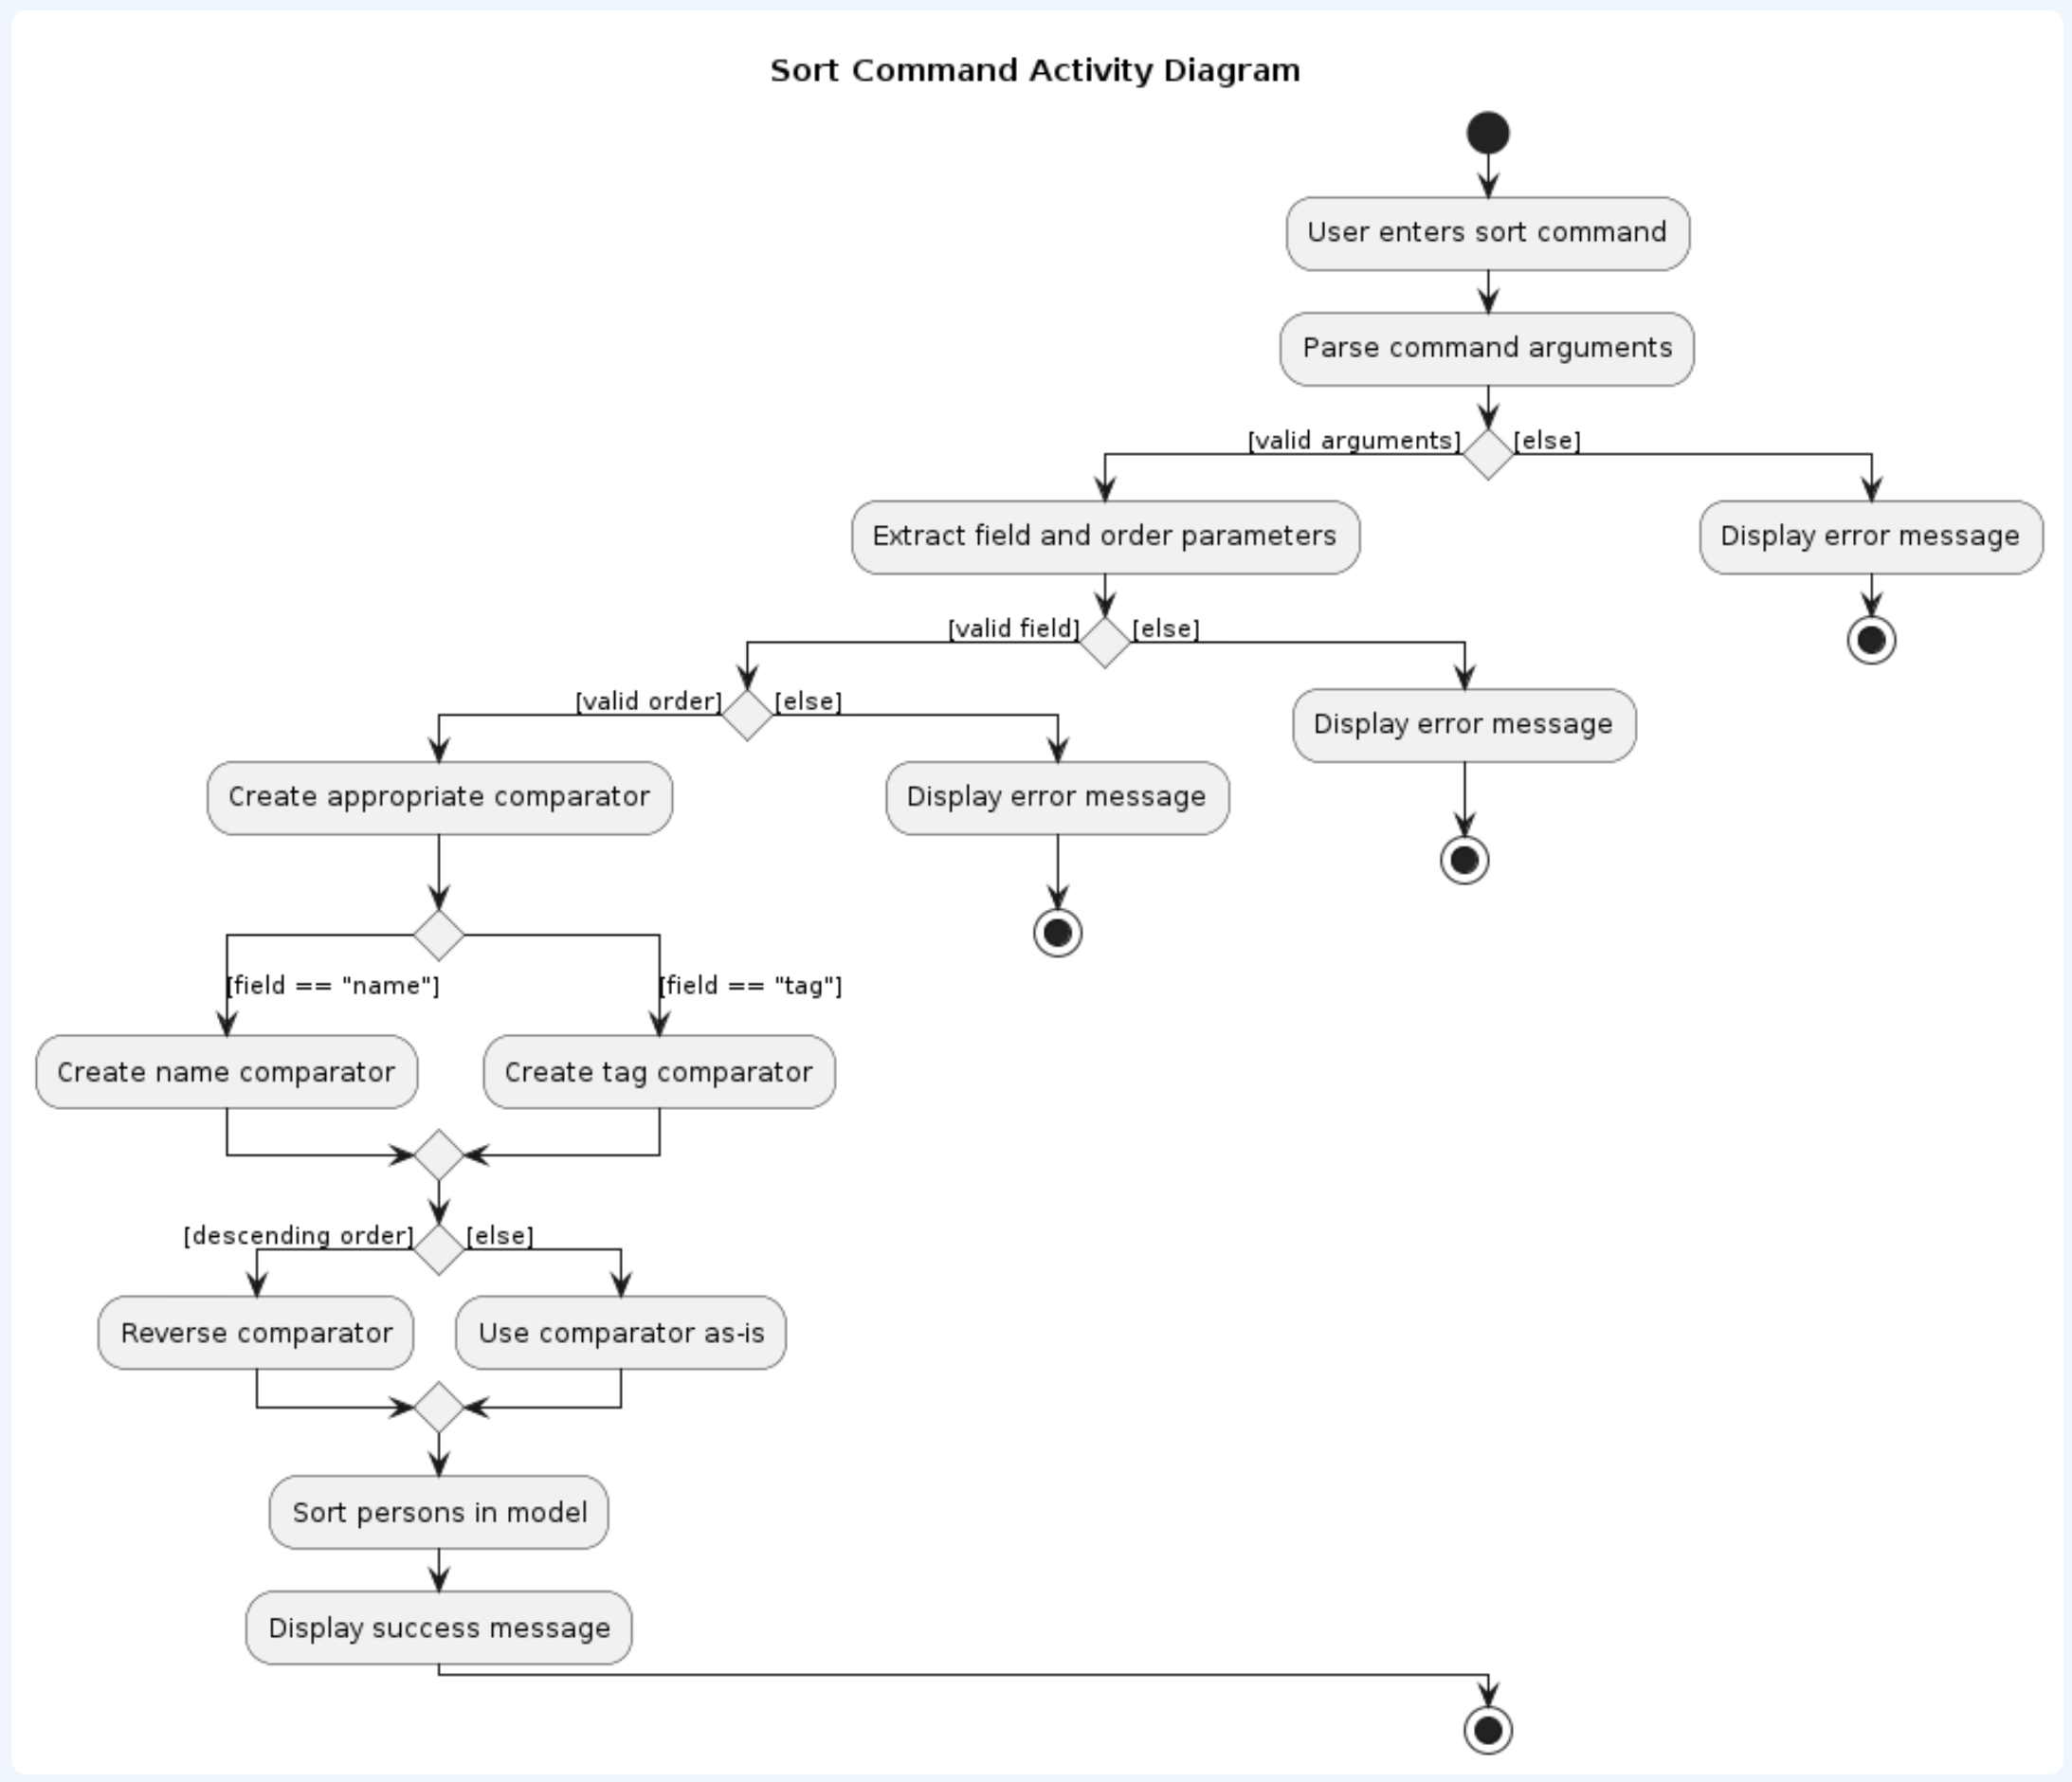 Sort Command Activity Diagram
User enters sort command
Parse command arguments
[valid arguments]
[else]
Extract field and order parameters
Display error message
[valid field]
[else]
[valid order]
[else]
Display error message
Create appropriate comparator
Display error message
[field == "name"]
[field == "tag"]
Create name comparator
Create tag comparator
[descending order]
[else]
Reverse comparator
Use comparator as-is
Sort persons in model
Display success message